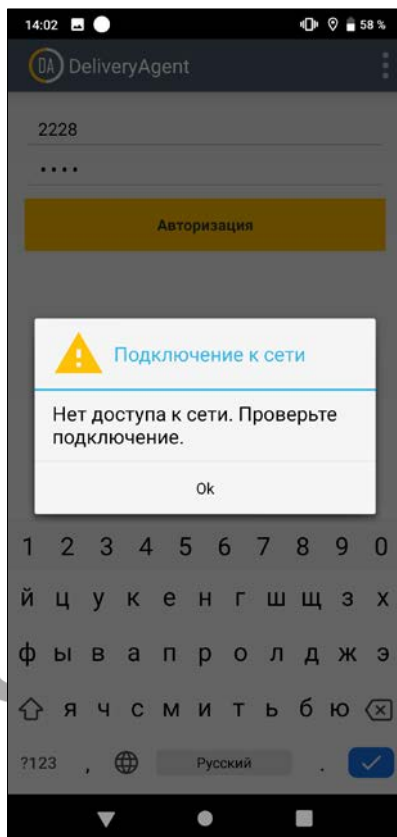 14:02 58 %
DA DeliveryAgent
2228
••••
Авторизация
Подключение к сети
Нет доступа к сети. Проверьте
подключение.
Ok
1 2 3 4 5 6 7 8 9 0
й ц у к е н г ш щ з х
ф ы в а п р о л д ж э
я ч с м и т ь б ю
?123 , Русский .